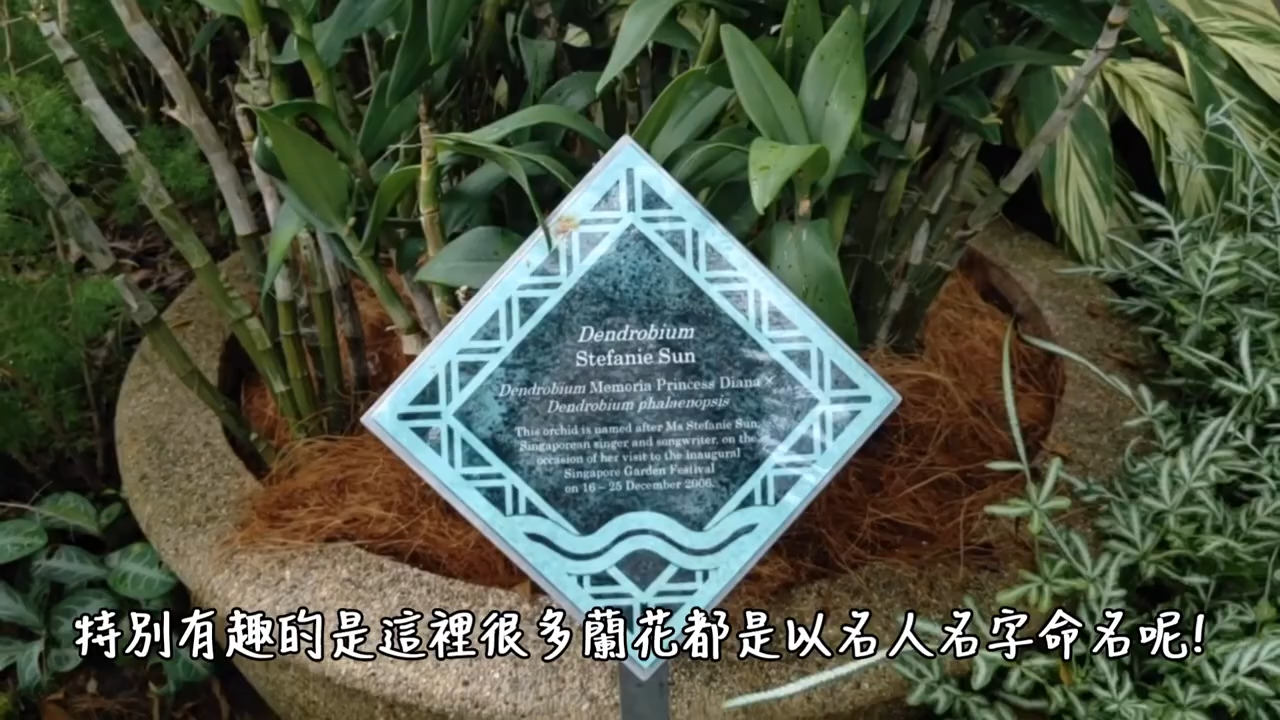 Dendrobium
Stefanie Sun
Dendrobium Memoria Princess Diana ×
Dendrobium phalaenopsis
This orchid is named after Ms Stefanie Sun,
Singaporean singer and songwriter, on the
occasion of her visit to the inaugural
Singapore Garden Festival
on 16 – 25 December 2006.
特別有趣的是這裡很多蘭花都是以名人名字命名呢!